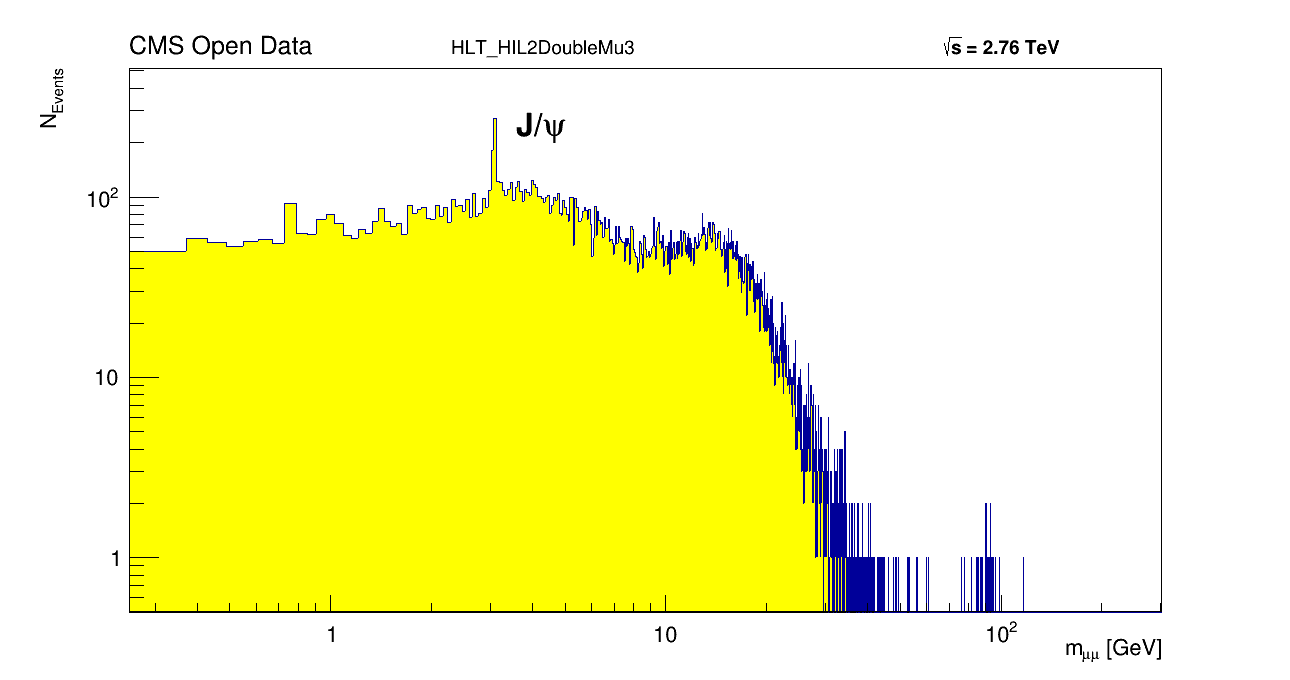 CMS Open Data HLT_HIL2DoubleMu3 √s = 2.76 TeV
N_Events
J/ψ
10²
10
1
1 10 10²
m_μμ [GeV]